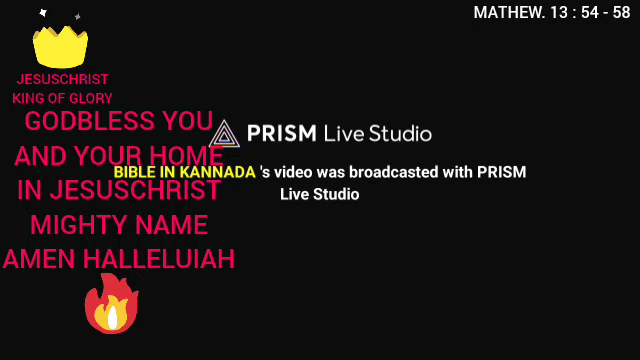 MATHEW. 13 : 54 - 58
JESUSCHRIST
KING OF GLORY
GODBLESS YOU
AND YOUR HOME
IN JESUSCHRIST
MIGHTY NAME
AMEN HALLELUIAH
PRISM Live Studio
BIBLE IN KANNADA 's video was broadcasted with PRISM
Live Studio